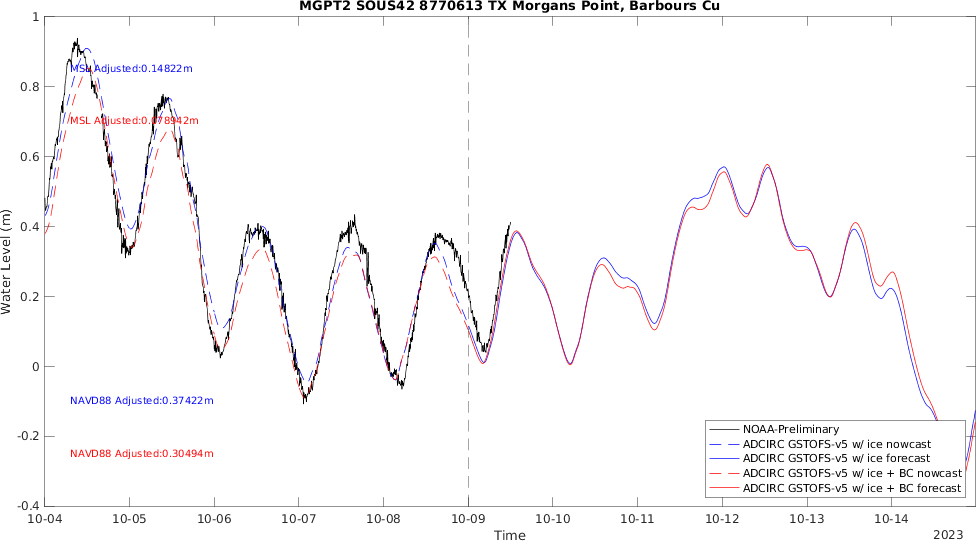 MGPT2 SOUS42 8770613 TX Morgans Point, Barbours Cu
1
0.8
0.6
0.4
0.2
0
-0.2
-0.4
Water Level (m)
MSL Adjusted:0.14822m
MSL Adjusted:0.078942m
NAVD88 Adjusted:0.37422m
NAVD88 Adjusted:0.30494m
NOAA-Preliminary
ADCIRC GSTOFS-v5 w/ ice nowcast
ADCIRC GSTOFS-v5 w/ ice forecast
ADCIRC GSTOFS-v5 w/ ice + BC nowcast
ADCIRC GSTOFS-v5 w/ ice + BC forecast
10-04 10-05 10-06 10-07 10-08 10-09 10-10 10-11 10-12 10-13 10-14
Time
2023